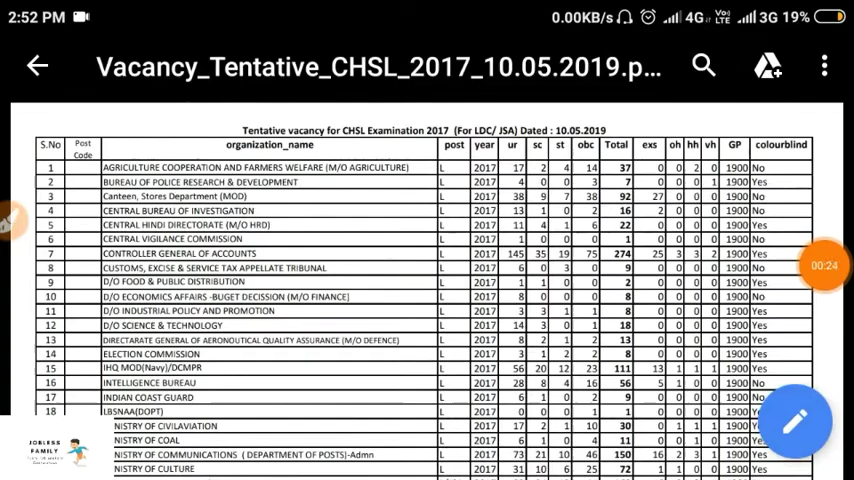 2:52 PM 0.00KB/s 4G Vo) LTE 3G 19%
Vacancy_Tentative_CHSL_2017_10.05.2019.p...
Tentative vacancy for CHSL Examination 2017 (For LDC/ JSA) Dated : 10.05.2019
S.No Post Code organization_name post year ur sc st obc Total exs oh hh vh GP colourblind
1 AGRICULTURE COOPERATION AND FARMERS WELFARE (M/O AGRICULTURE) L 2017 17 2 4 14 37 0 0 2 0 1900 No
2 BUREAU OF POLICE RESEARCH & DEVELOPMENT L 2017 4 0 0 3 7 0 0 0 1 1900 Yes
3 Canteen, Stores Department (MOD) L 2017 38 9 7 38 92 27 0 0 0 1900 No
4 CENTRAL BUREAU OF INVESTIGATION L 2017 13 1 0 2 16 2 0 0 0 1900 No
5 CENTRAL HINDI DIRECTORATE (M/O HRD) L 2017 11 4 1 6 22 0 0 0 0 1900 Yes
6 CENTRAL VIGILANCE COMMISSION L 2017 1 0 0 0 1 0 0 0 0 1900 No
7 CONTROLLER GENERAL OF ACCOUNTS L 2017 145 35 19 75 274 25 3 3 2 1900 Yes
8 CUSTOMS, EXCISE & SERVICE TAX APPELLATE TRIBUNAL L 2017 6 0 3 0 9 0 0 0 0 1900 No
9 D/O FOOD & PUBLIC DISTRIBUTION L 2017 1 1 0 0 2 0 0 0 0 1900 Yes
10 D/O ECONOMICS AFFAIRS -BUGET DECISSION (M/O FINANCE) L 2017 8 0 0 0 8 0 0 0 0 1900 No
11 D/O INDUSTRIAL POLICY AND PROMOTION L 2017 3 3 1 1 8 0 0 0 0 1900 Yes
12 D/O SCIENCE & TECHNOLOGY L 2017 14 3 0 1 18 0 0 0 0 1900 Yes
13 DIRECTARATE GENERAL OF AERONOUTICAL QUALITY ASSURANCE (M/O DEFENCE) L 2017 8 2 1 2 13 0 0 0 0 1900 Yes
14 ELECTION COMMISSION L 2017 3 1 2 2 8 0 0 0 0 1900 Yes
15 IHQ MOD(Navy)/DCMPR L 2017 56 20 12 23 111 13 1 1 1 1900 Yes
16 INTELLIGENCE BUREAU L 2017 28 8 4 16 56 5 1 0 0 1900 No
17 INDIAN COAST GUARD L 2017 6 1 0 2 9 0 0 0 0 1900
18 LBSNAA(DOPT) L 2017 0 0 0 1 1 0 0 0 0 1900
NISTRY OF CIVILAVIATION L 2017 17 2 1 10 30 0 1 1 1 1900
NISTRY OF COAL L 2017 6 1 0 4 11 0 0 0 0 1900
NISTRY OF COMMUNICATIONS ( DEPARTMENT OF POSTS)-Admn L 2017 73 21 10 46 150 16 2 3 1 1900 Yes
NISTRY OF CULTURE L 2017 31 10 6 25 72 1 1 0 0 1900 Yes
00:24
JOBLESS
FAMILY